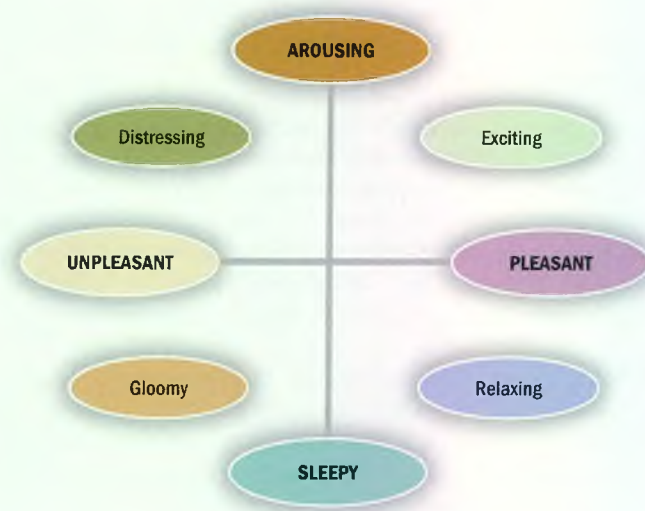 AROUSING
Distressing
Exciting
UNPLEASANT
PLEASANT
Gloomy
Relaxing
SLEEPY